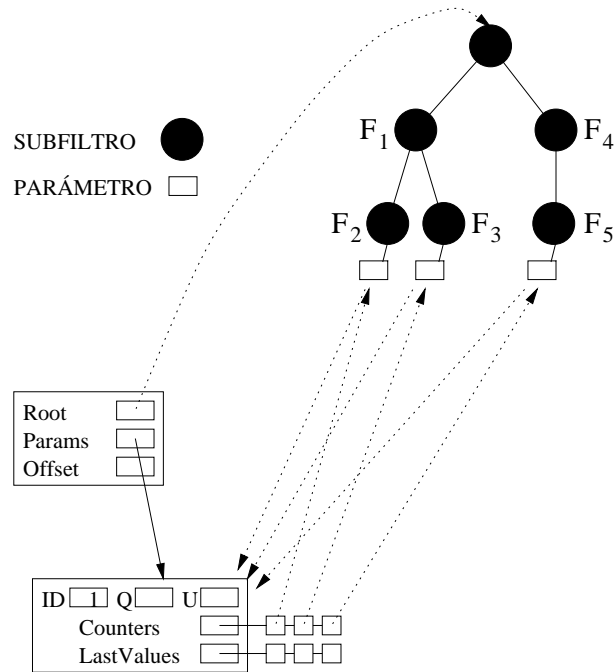 SUBFILTRO
PARÁMETRO
F1
F4
F2
F3
F5
Root
Params
Offset
ID 1 Q U
Counters
LastValues